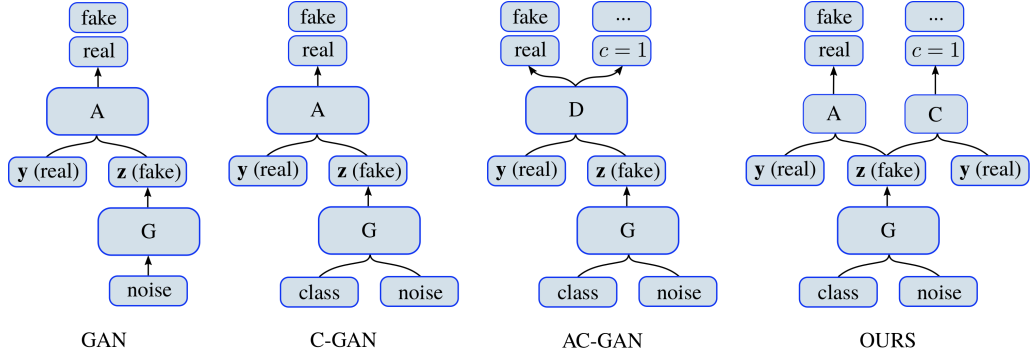 fake fake fake ... fake ...
real real real c = 1 real c = 1
A A D A C
y (real) z (fake) y (real) z (fake) y (real) z (fake) y (real) z (fake) y (real)
G G G G
noise class noise class noise class noise
GAN C-GAN AC-GAN OURS